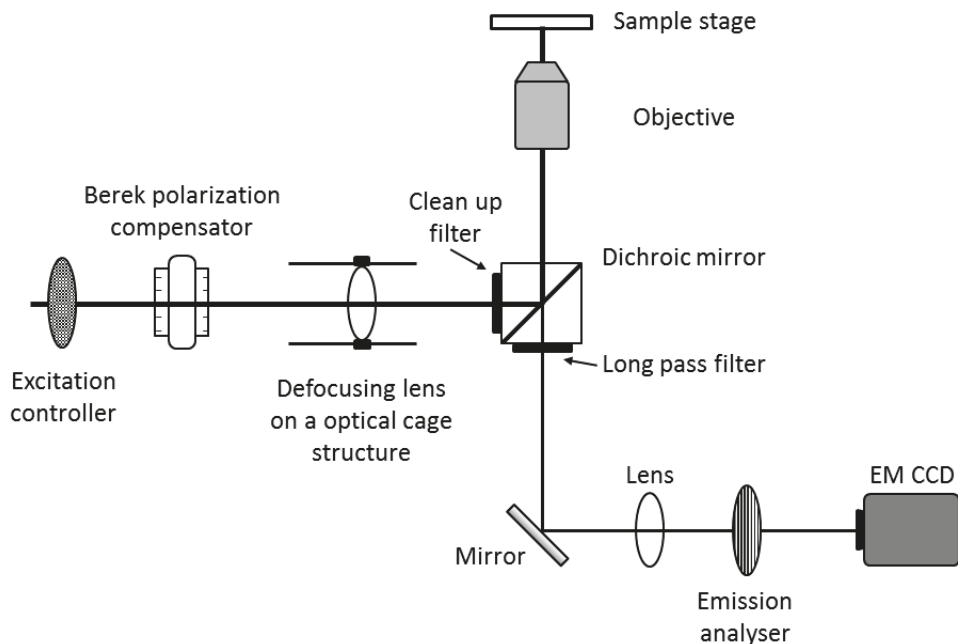 Sample stage
Objective
Berek polarization
compensator
Clean up
filter
Dichroic mirror
Excitation
controller
Defocusing lens
on a optical cage
structure
Long pass filter
Lens
EM CCD
Mirror
Emission
analyser